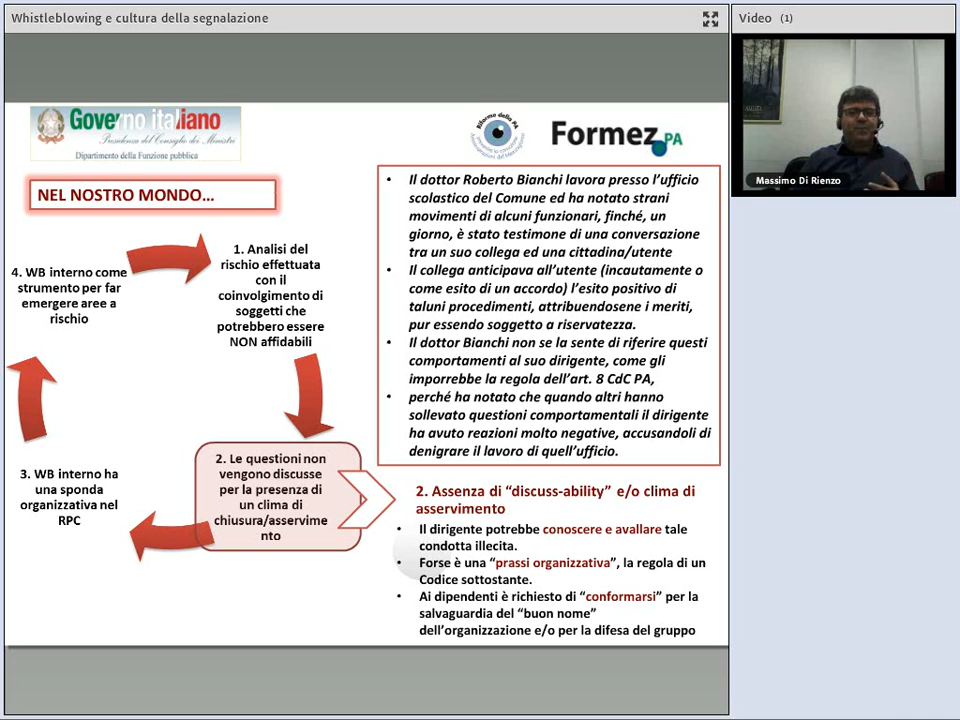 Whistleblowing e cultura della segnalazione
Video (1)
Governo italiano
Presidenza del Consiglio dei Ministri
Dipartimento della Funzione pubblica
Riforme della PA
Formez PA
Massimo Di Rienzo
NEL NOSTRO MONDO…
1. Analisi del
rischio effettuata
con il
coinvolgimento di
soggetti che
potrebbero essere
NON affidabili
4. WB interno come
strumento per far
emergere aree a
rischio
2. Le questioni non
vengono discusse
per la presenza di
un clima di
chiusura/asservime
nto
3. WB interno ha
una sponda
organizzativa nel
RPC
• Il dottor Roberto Bianchi lavora presso l’ufficio
scolastico del Comune ed ha notato strani
movimenti di alcuni funzionari, finché, un
giorno, è stato testimone di una conversazione
tra un suo collega ed una cittadina/utente
• Il collega anticipava all’utente (incautamente o
come esito di un accordo) l’esito positivo di
taluni procedimenti, attribuendosene i meriti,
pur essendo soggetto a riservatezza.
• Il dottor Bianchi non se la sente di riferire questi
comportamenti al suo dirigente, come gli
imporrebbe la regola dell’art. 8 CdC PA,
• perché ha notato che quando altri hanno
sollevato questioni comportamentali il dirigente
ha avuto reazioni molto negative, accusandoli di
denigrare il lavoro di quell’ufficio.
2. Assenza di “discuss-ability” e/o clima di
asservimento
• Il dirigente potrebbe conoscere e avallare tale
condotta illecita.
• Forse è una “prassi organizzativa”, la regola di un
Codice sottostante.
• Ai dipendenti è richiesto di “conformarsi” per la
salvaguardia del “buon nome”
dell’organizzazione e/o per la difesa del gruppo